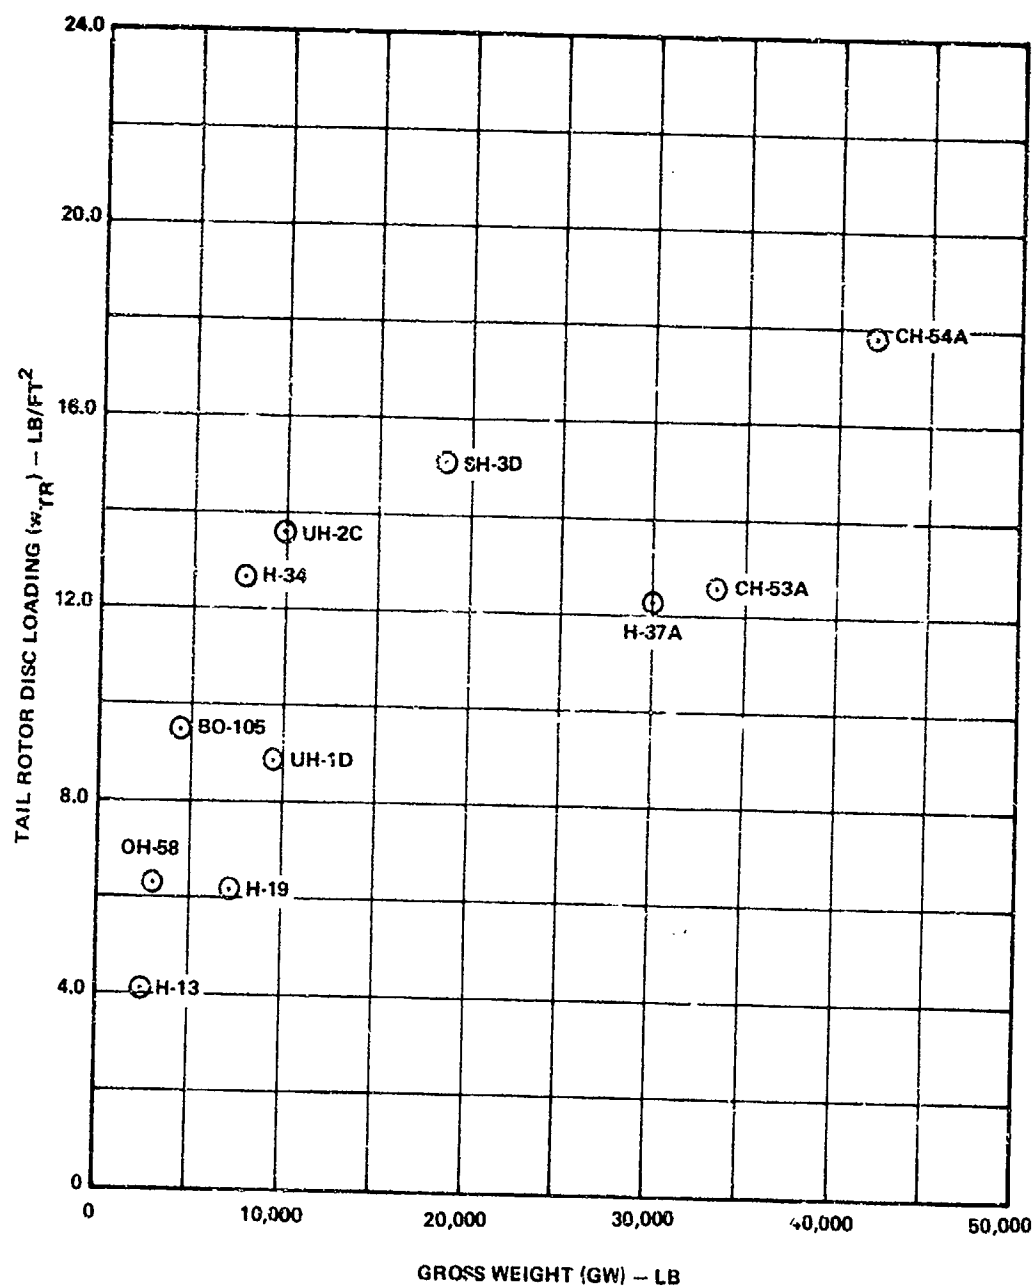 24.0
20.0
16.0
12.0
8.0
4.0
0
TAIL ROTOR DISC LOADING (w.TR) – LB/FT2
CH-54A
SH-3D
UH-2C
H-34
CH-53A
H-37A
BO-105
UH-1D
OH-58
H-19
H-13
0
10,000
20,000
30,000
40,000
50,000
GROSS WEIGHT (GW) – LB